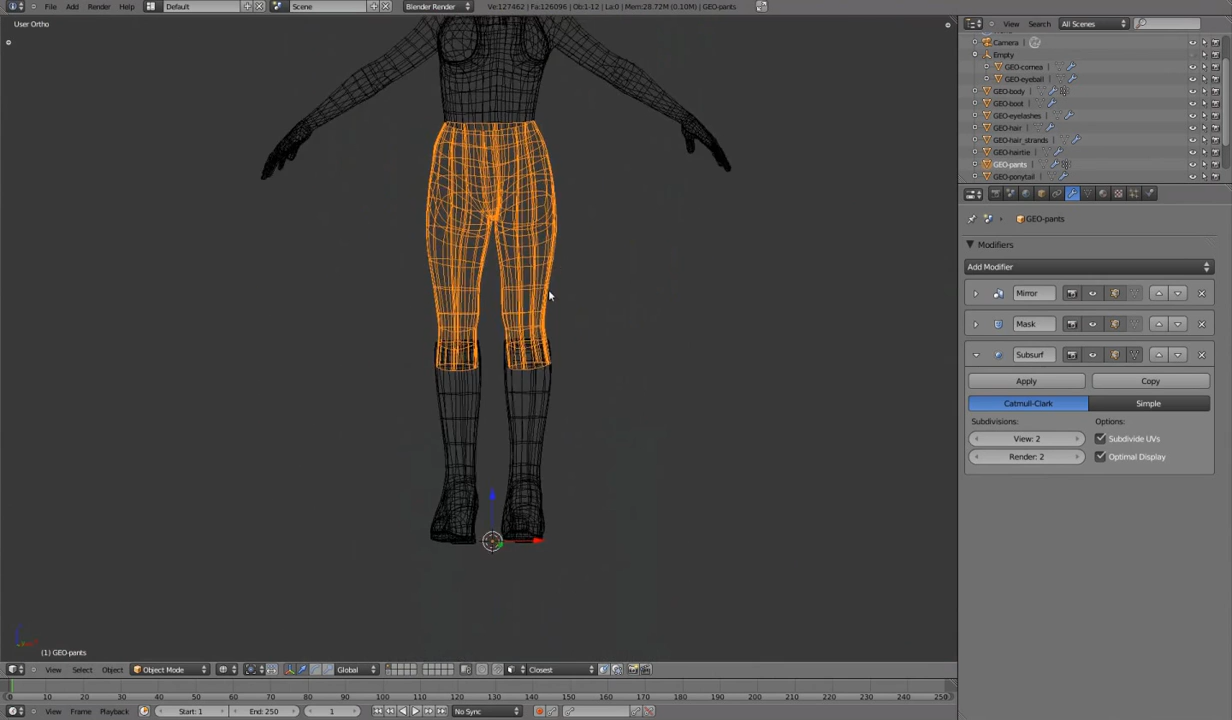 File Add Render Help Default Scene Blender Render Ve:127462 | Fa:126096 | Ob:1-12 | La:0 | Mem:28.72M (0.10M) | GEO-pants
View Search All Scenes
User Ortho
Camera
Empty
GEO-cornea
GEO-eyeball
GEO-body
GEO-boot
GEO-eyelashes
GEO-hair
GEO-hair_strands
GEO-hairtie
GEO-pants
GEO-ponytail
GEO-pants
Modifiers
Add Modifier
Mirror
Mask
Subsurf
Apply Copy
Catmull-Clark Simple
Subdivisions: Options:
View: 2 Subdivide UVs
Render: 2 Optimal Display
(1) GEO-pants
View Select Object Object Mode Global Closest
0 10 20 30 40 50 60 70 80 90 100 110 120 130 140 150 160 170 180 190 200 210 220 230 240 250
View Frame Playback Start: 1 End: 250 1 No Sync